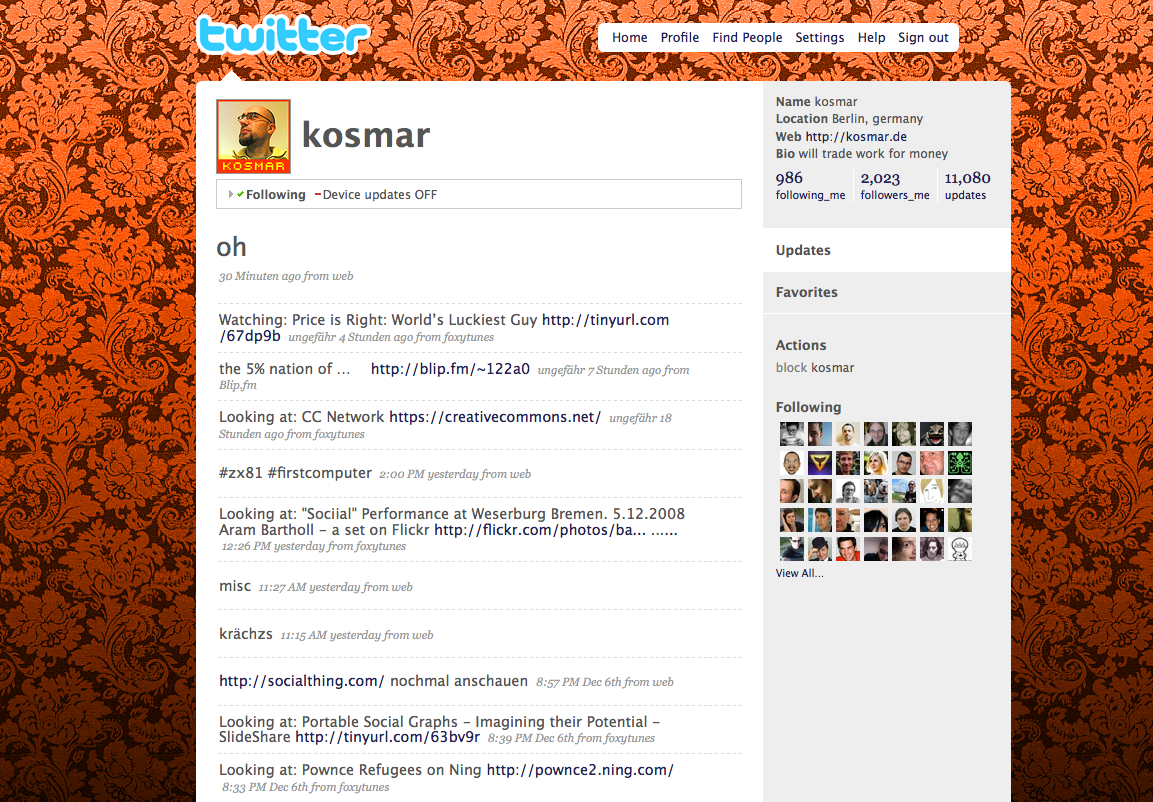 twitter
Home Profile Find People Settings Help Sign out
KOSMAR
kosmar
Following Device updates OFF
oh
30 Minuten ago from web
Watching: Price is Right: World's Luckiest Guy http://tinyurl.com
/67dp9b ungefähr 4 Stunden ago from foxytunes
the 5% nation of ... http://blip.fm/~122a0 ungefähr 7 Stunden ago from
Blip.fm
Looking at: CC Network https://creativecommons.net/ ungefähr 18
Stunden ago from foxytunes
#zx81 #firstcomputer 2:00 PM yesterday from web
Looking at: "Sociial" Performance at Weserburg Bremen. 5.12.2008
Aram Bartholl – a set on Flickr http://flickr.com/photos/ba... ......
12:26 PM yesterday from foxytunes
misc 11:27 AM yesterday from web
krächzs 11:15 AM yesterday from web
http://socialthing.com/ nochmal anschauen 8:57 PM Dec 6th from web
Looking at: Portable Social Graphs – Imagining their Potential –
SlideShare http://tinyurl.com/63bv9r 8:39 PM Dec 6th from foxytunes
Looking at: Pownce Refugees on Ning http://pownce2.ning.com/
8:33 PM Dec 6th from foxytunes
Name kosmar
Location Berlin, germany
Web http://kosmar.de
Bio will trade work for money
986 2,023 11,080
following_me followers_me updates
Updates
Favorites
Actions
block kosmar
Following
View All...